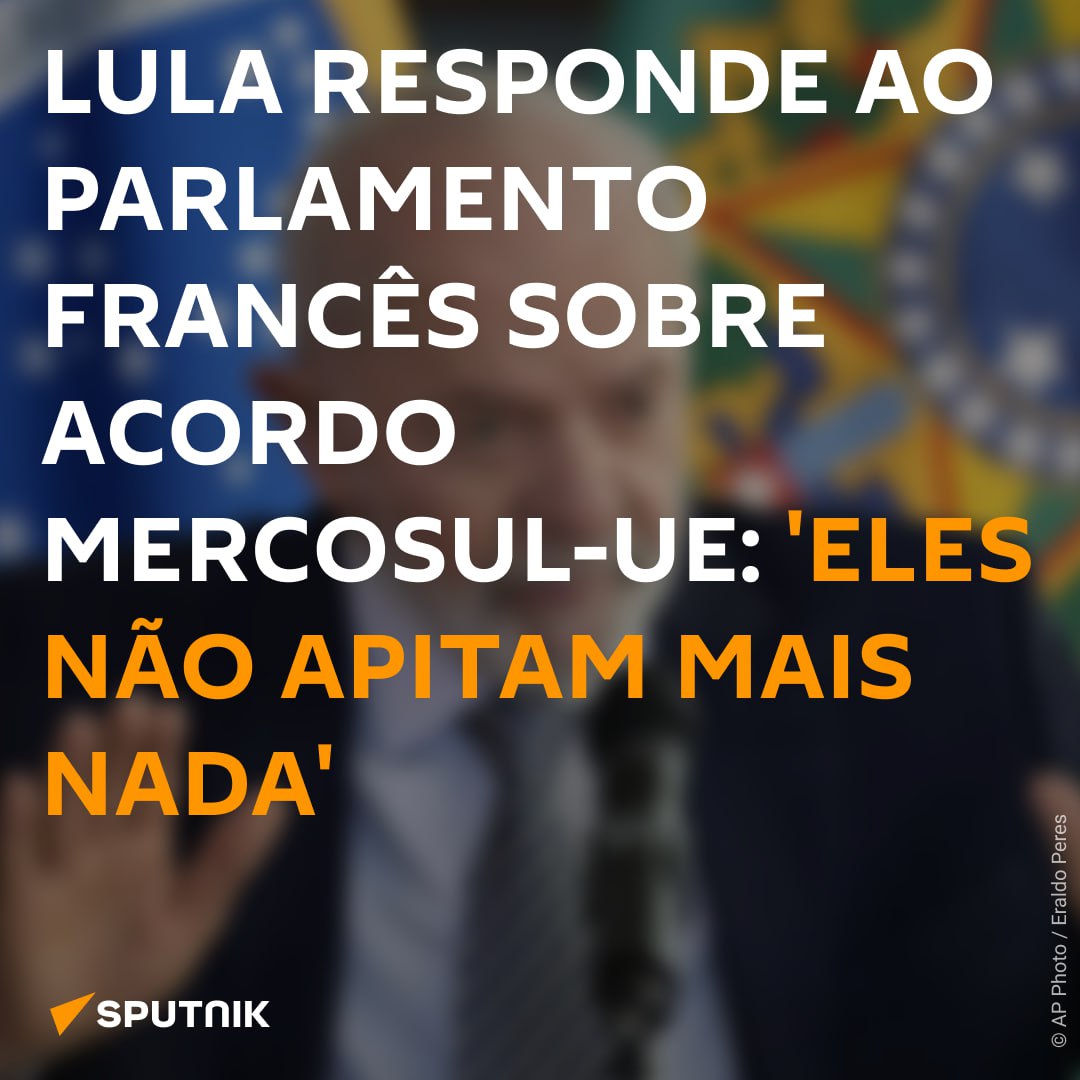 LULA RESPONDE AO
PARLAMENTO
FRANCÊS SOBRE
ACORDO
MERCOSUL-UE: 'ELES
NÃO APITAM MAIS
NADA'
© AP Photo / Eraldo Peres
SPUTNIK